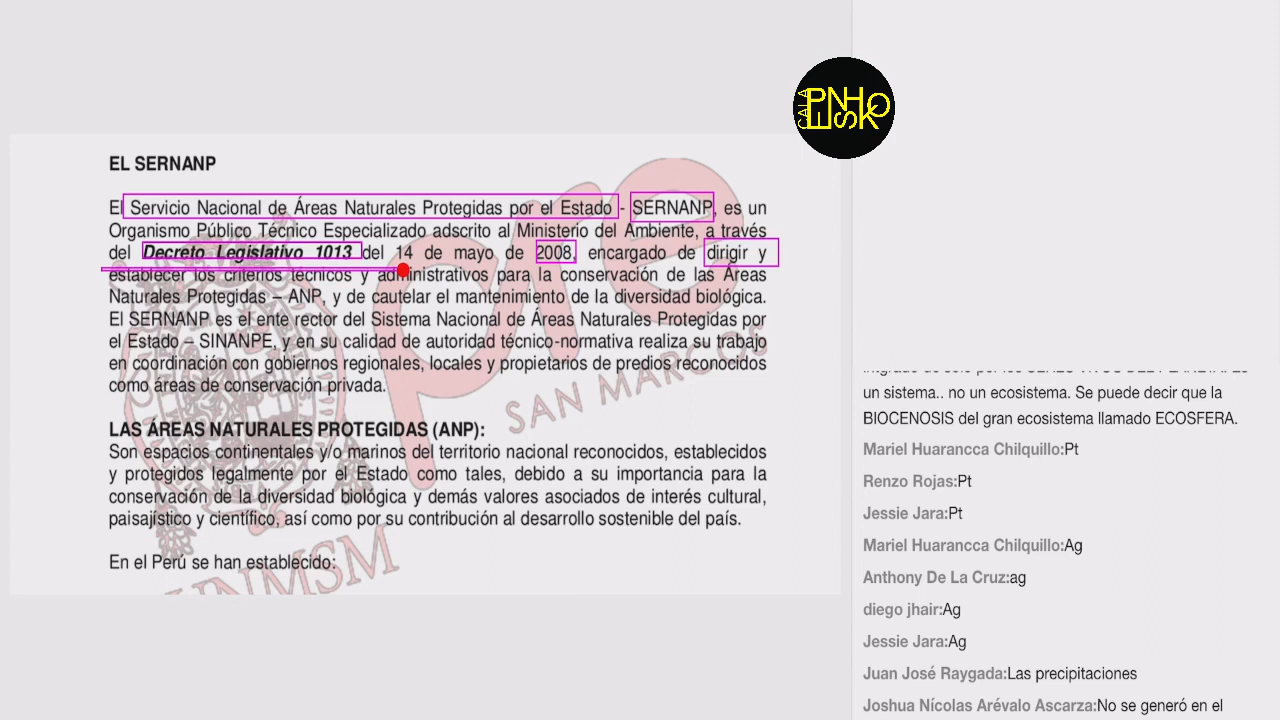 EL SERNANP
El Servicio Nacional de Áreas Naturales Protegidas por el Estado - SERNANP, es un
Organismo Público Técnico Especializado adscrito al Ministerio del Ambiente, a través
del Decreto Legislativo 1013 del 14 de mayo de 2008, encargado de dirigir y
establecer los criterios técnicos y administrativos para la conservación de las Áreas
Naturales Protegidas – ANP, y de cautelar el mantenimiento de la diversidad biológica.
El SERNANP es el ente rector del Sistema Nacional de Áreas Naturales Protegidas por
el Estado – SINANPE, y en su calidad de autoridad técnico-normativa realiza su trabajo
en coordinación con gobiernos regionales, locales y propietarios de predios reconocidos
como áreas de conservación privada.
LAS ÁREAS NATURALES PROTEGIDAS (ANP):
Son espacios continentales y/o marinos del territorio nacional reconocidos, establecidos
y protegidos legalmente por el Estado como tales, debido a su importancia para la
conservación de la diversidad biológica y demás valores asociados de interés cultural,
paisajístico y científico, así como por su contribución al desarrollo sostenible del país.
En el Perú se han establecido:
pre
SAN MARCOS
UNMSM
un sistema.. no un ecosistema. Se puede decir que la
BIOCENOSIS del gran ecosistema llamado ECOSFERA.
Mariel Huarancca Chilquillo:Pt
Renzo Rojas:Pt
Jessie Jara:Pt
Mariel Huarancca Chilquillo:Ag
Anthony De La Cruz:ag
diego jhair:Ag
Jessie Jara:Ag
Juan José Raygada:Las precipitaciones
Joshua Nícolas Arévalo Ascarza:No se generó en el